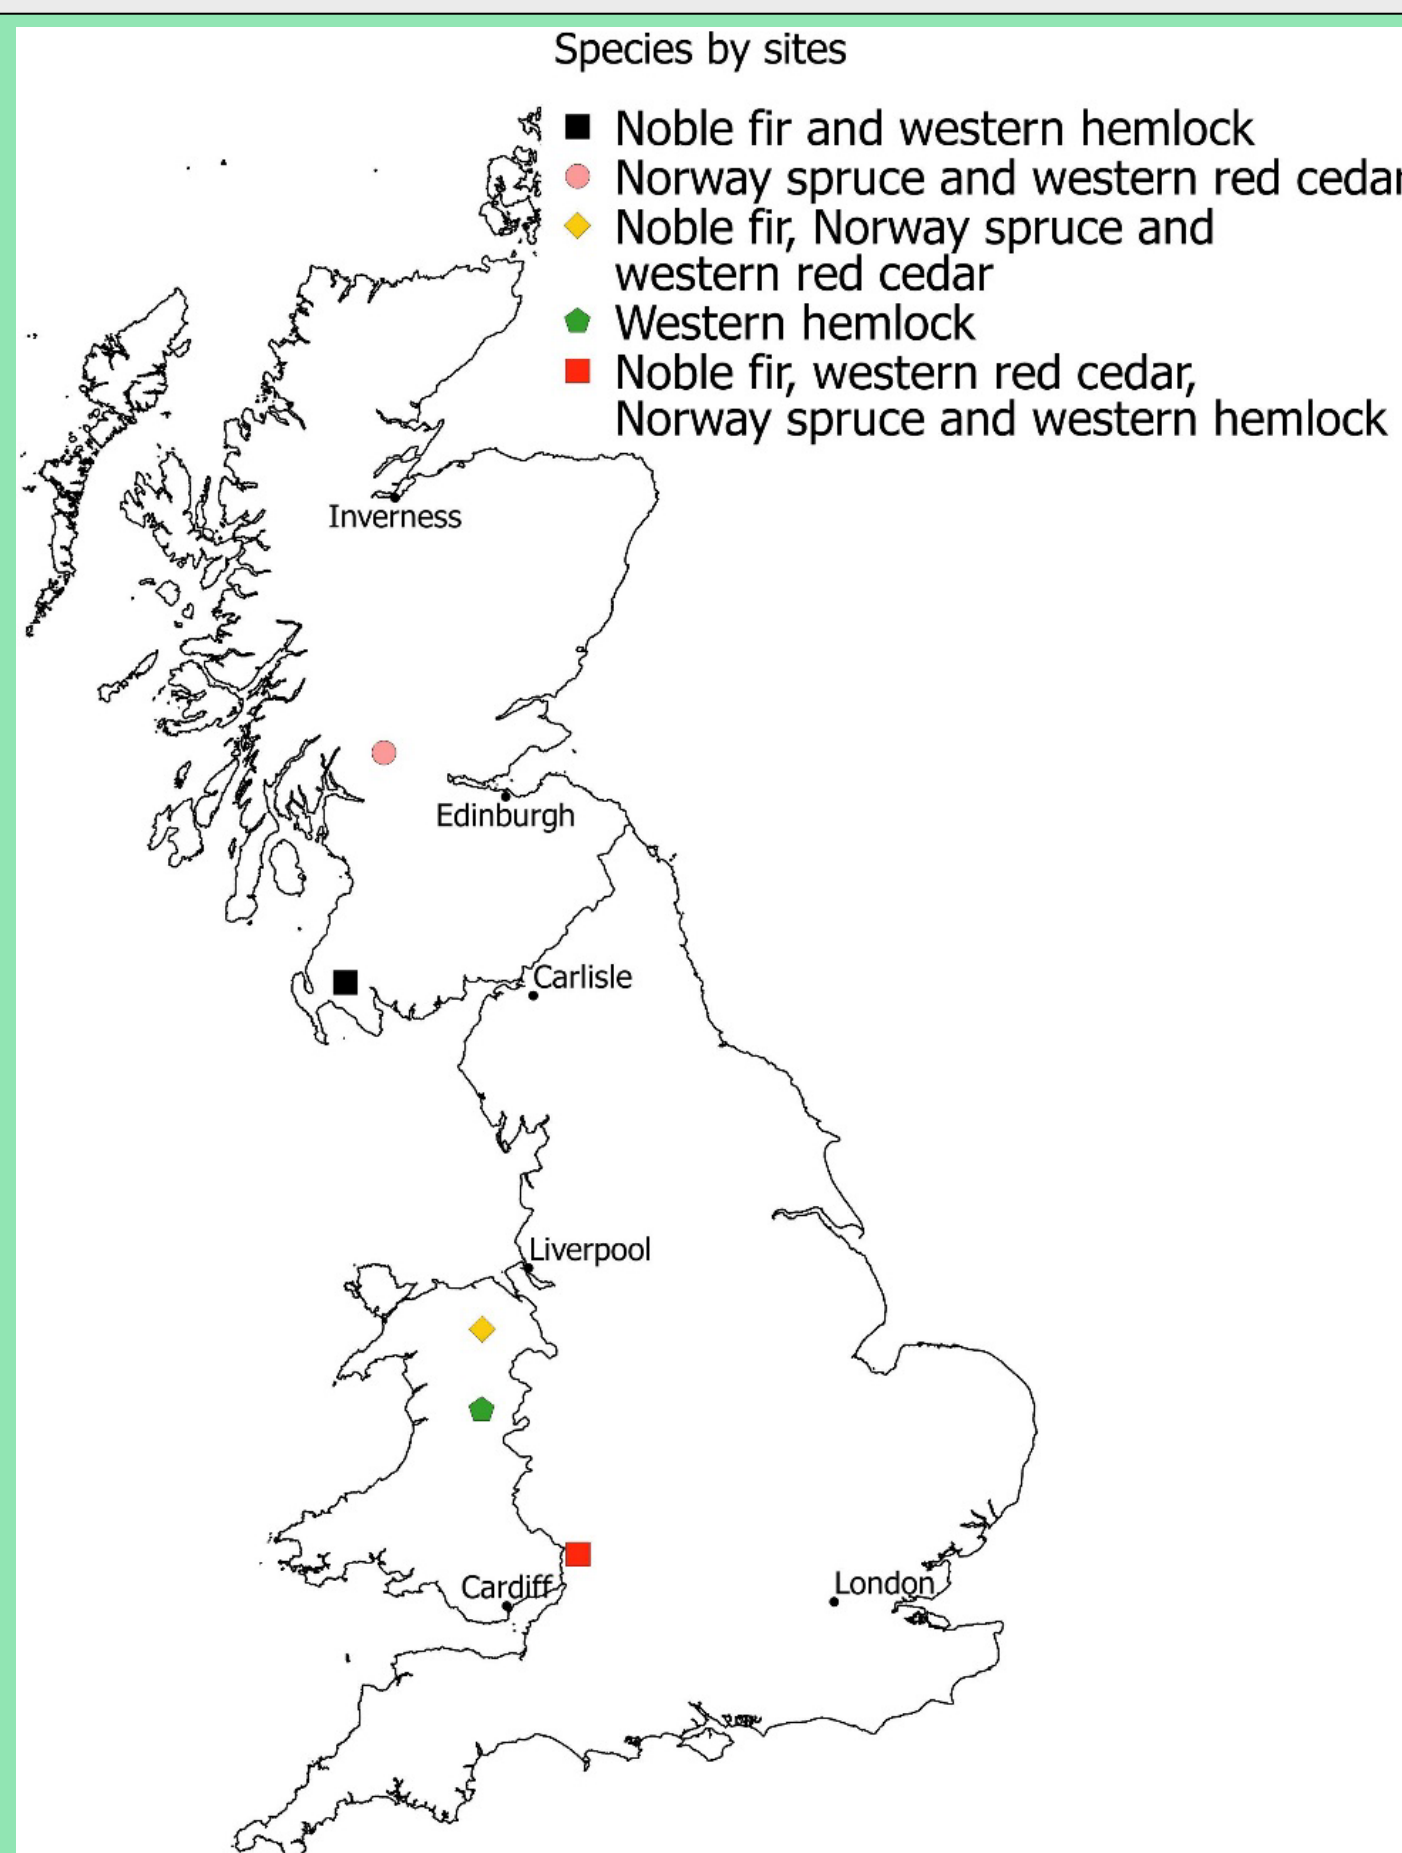 Species by sites
Noble fir and western hemlock
Norway spruce and western red cedar
Noble fir, Norway spruce and
western red cedar
Western hemlock
Noble fir, western red cedar,
Norway spruce and western hemlock
Inverness
Edinburgh
Carlisle
Liverpool
Cardiff
London